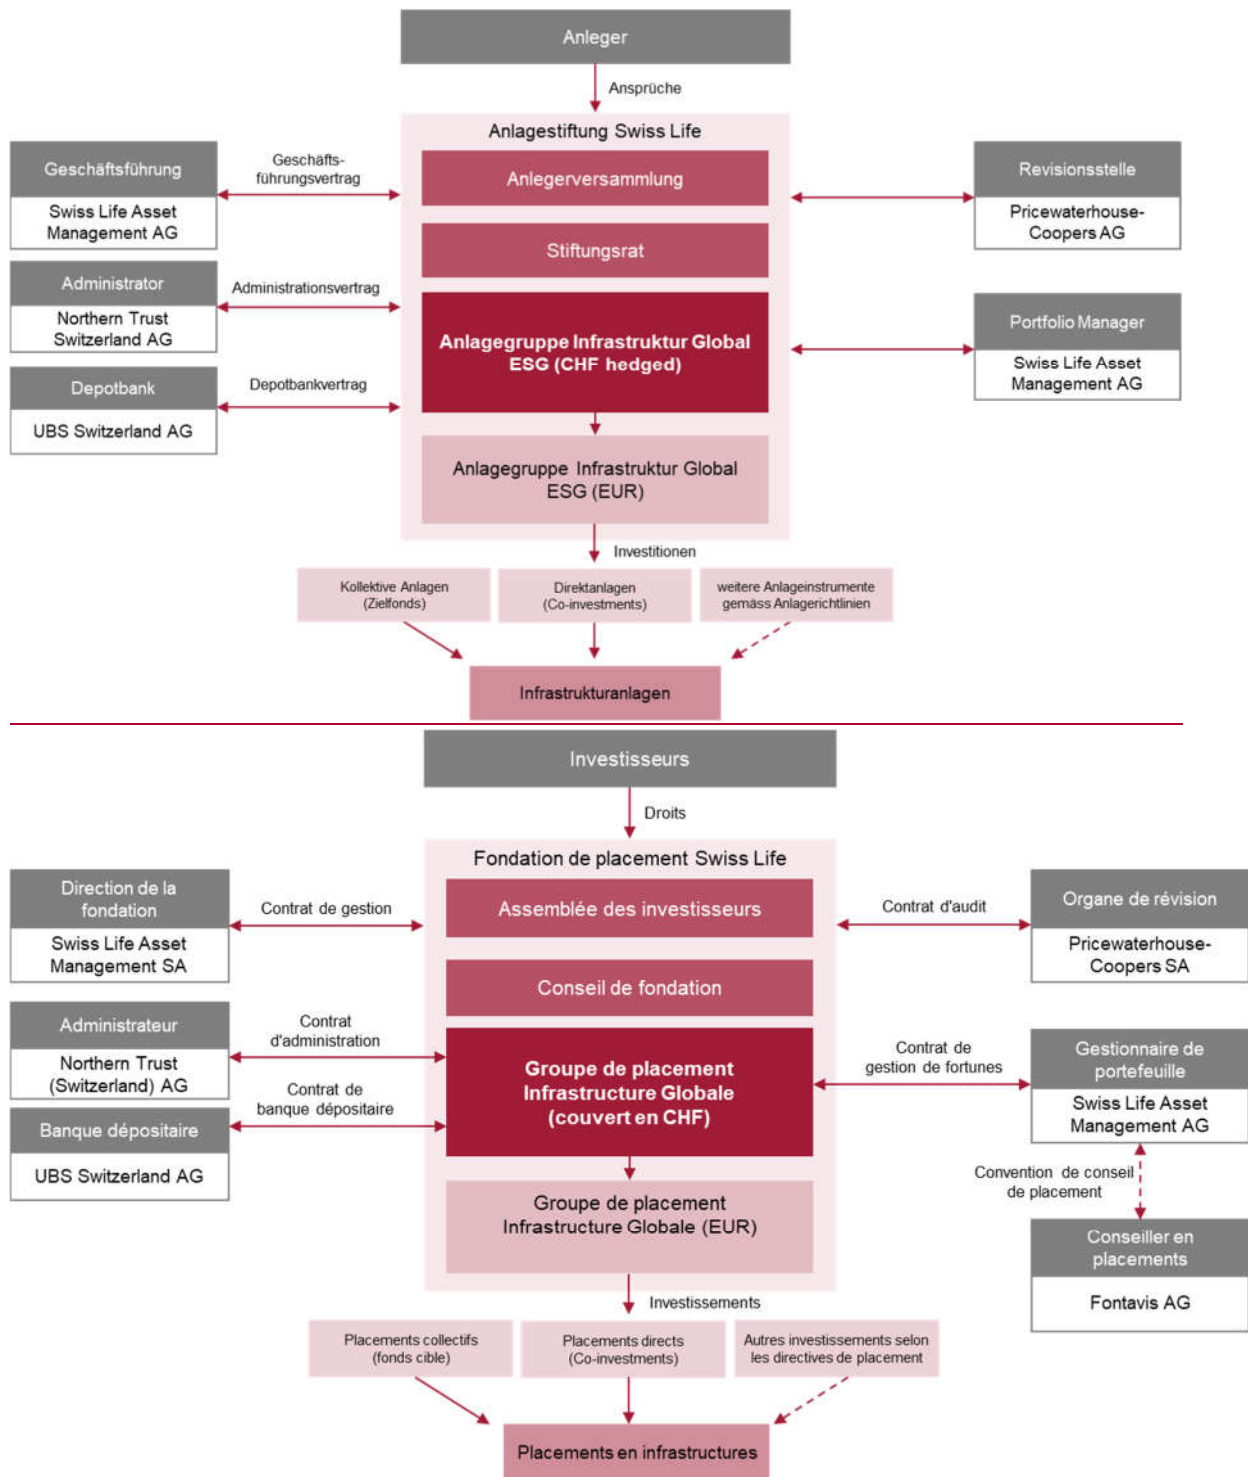 Anleger
Ansprüche
Anlagestiftung Swiss Life
Geschäftsführung
Swiss Life Asset
Management AG
Geschäfts-
führungsvertrag
Anlegerversammlung
Revisionsstelle
Pricewaterhouse-
Coopers AG
Stiftungsrat
Administrator
Northern Trust
Switzerland AG
Administrationsvertrag
Anlagegruppe Infrastruktur Global
ESG (CHF hedged)
Portfolio Manager
Swiss Life Asset
Management AG
Depotbank
UBS Switzerland AG
Depotbankvertrag
Anlagegruppe Infrastruktur Global
ESG (EUR)
Investitionen
Kollektive Anlagen
(Zielfonds)
Direktanlagen
(Co-investments)
weitere Anlageinstrumente
gemäss Anlagerichtlinien
Infrastrukturanlagen
Investisseurs
Droits
Fondation de placement Swiss Life
Direction de la
fondation
Swiss Life Asset
Management SA
Contrat de gestion
Assemblée des investisseurs
Contrat d'audit
Organe de révision
Pricewaterhouse-
Coopers SA
Conseil de fondation
Administrateur
Northern Trust
(Switzerland) AG
Contrat
d'administration
Groupe de placement
Infrastructure Globale
(couvert en CHF)
Contrat de
gestion de fortunes
Gestionnaire de
portefeuille
Swiss Life Asset
Management AG
Contrat de
banque dépositaire
Banque dépositaire
UBS Switzerland AG
Groupe de placement
Infrastructure Globale (EUR)
Convention de conseil
de placement
Conseiller en
placements
Fontavis AG
Investissements
Placements collectifs
(fonds cible)
Placements directs
(Co-investments)
Autres investissements selon
les directives de placement
Placements en infrastructures